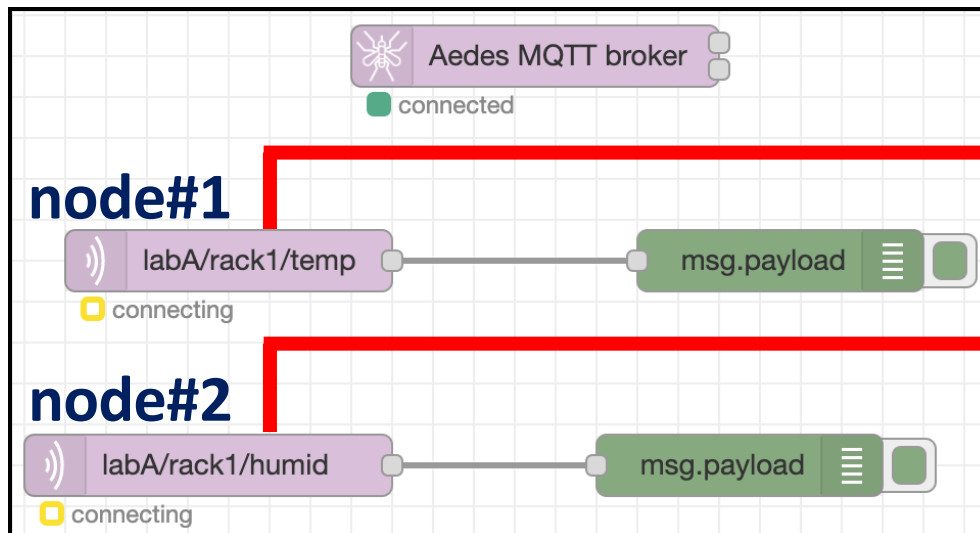 Aedes MQTT broker
connected
node#1
labA/rack1/temp
msg.payload
connecting
node#2
labA/rack1/humid
msg.payload
connecting